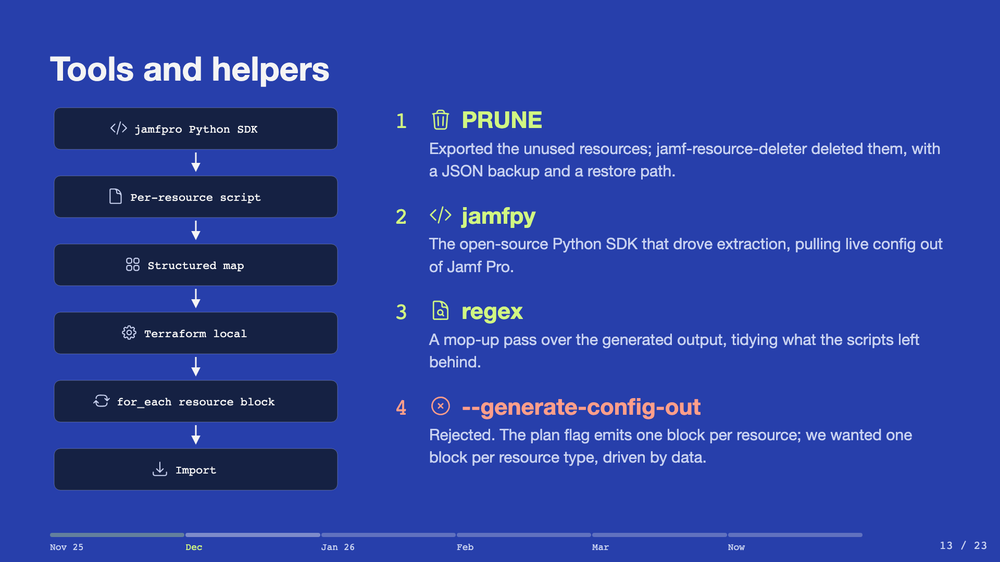 Tools and helpers
jamfpro Python SDK
Per-resource script
Structured map
Terraform local
for_each resource block
Import
1 PRUNE
Exported the unused resources; jamf-resource-deleter deleted them, with
a JSON backup and a restore path.
2 jamfpy
The open-source Python SDK that drove extraction, pulling live config out
of Jamf Pro.
3 regex
A mop-up pass over the generated output, tidying what the scripts left
behind.
4 --generate-config-out
Rejected. The plan flag emits one block per resource; we wanted one
block per resource type, driven by data.
Nov 25 Dec Jan 26 Feb Mar Now
13 / 23